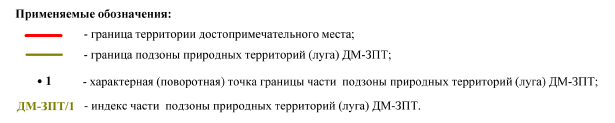 Применяемые обозначения:
- граница территории достопримечательного места;
- граница подзоны природных территорий (луга) ДМ-ЗПТ;
• 1 - характерная (поворотная) точка границы части подзоны природных территорий (луга) ДМ-ЗПТ;
ДМ-ЗПТ/1 - индекс части подзоны природных территорий (луга) ДМ-ЗПТ.